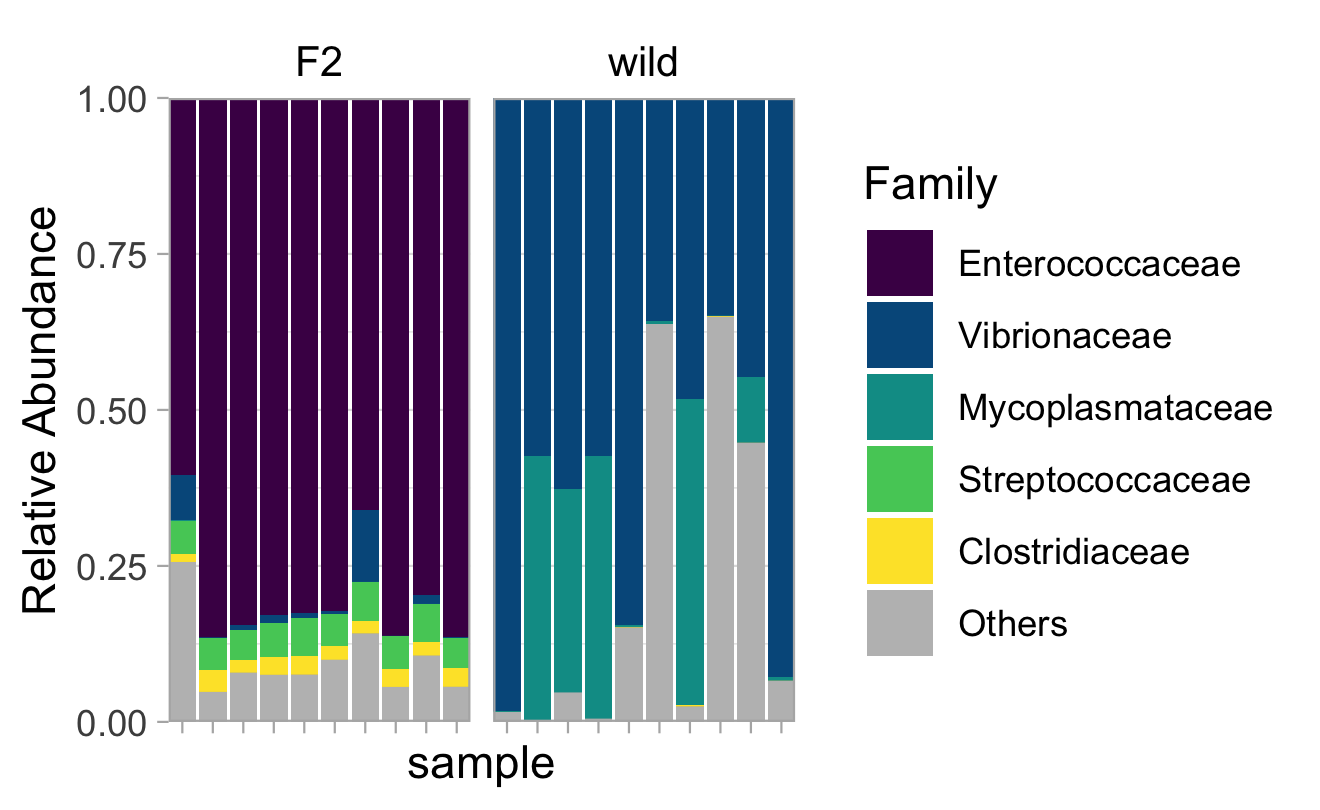 F2
wild
1.00
0.75
0.50
0.25
0.00
Relative Abundance
sample
Family
Enterococcaceae
Vibrionaceae
Mycoplasmataceae
Streptococcaceae
Clostridiaceae
Others